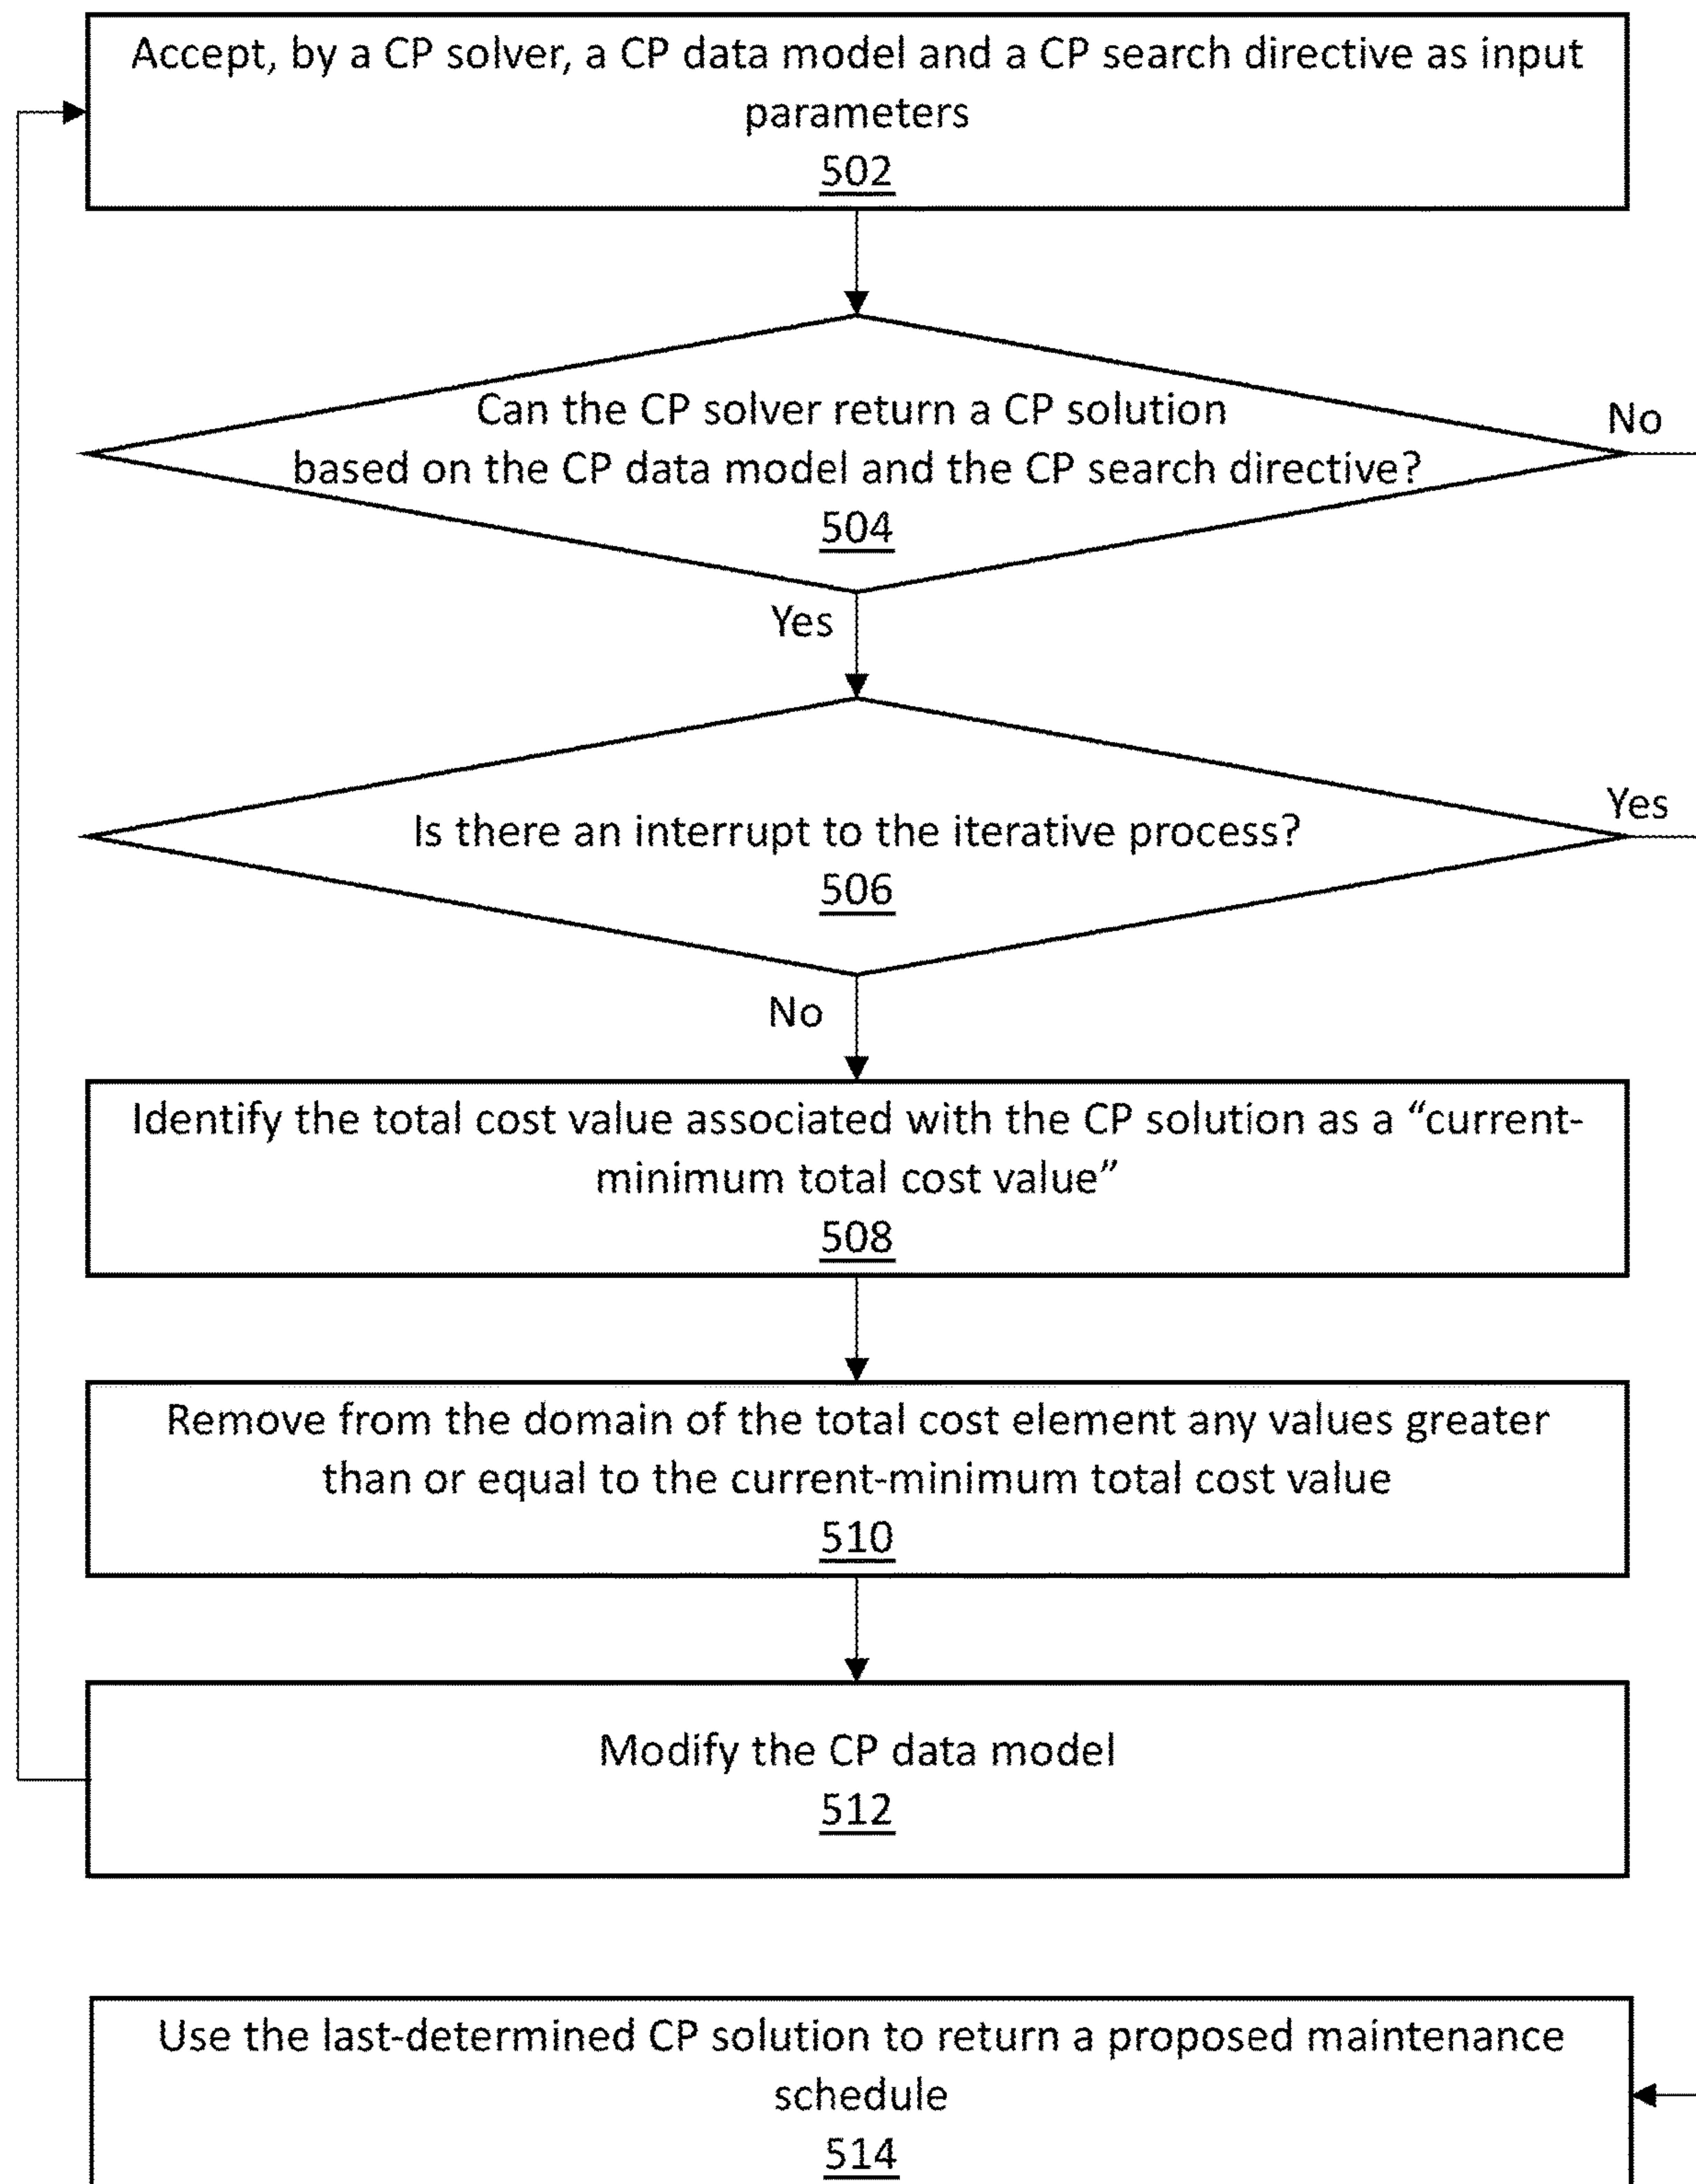 Accept, by a CP solver, a CP data model and a CP search directive as input
parameters
502
Can the CP solver return a CP solution
based on the CP data model and the CP search directive?
504
No
Yes
Is there an interrupt to the iterative process?
506
Yes
No
Identify the total cost value associated with the CP solution as a “current-
minimum total cost value”
508
Remove from the domain of the total cost element any values greater
than or equal to the current-minimum total cost value
510
Modify the CP data model
512
Use the last-determined CP solution to return a proposed maintenance
schedule
514